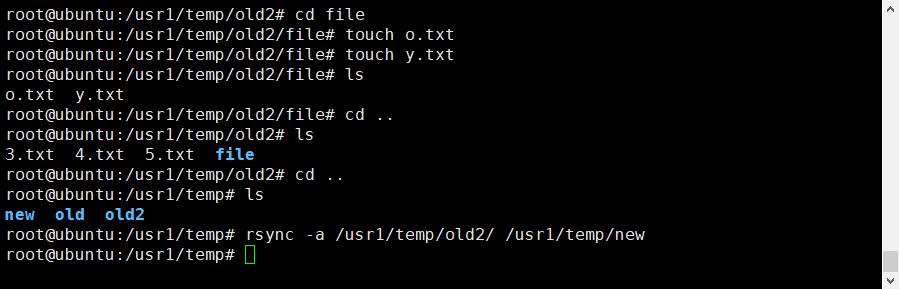 root@ubuntu:/usr1/temp/old2# cd file
root@ubuntu:/usr1/temp/old2/file# touch o.txt
root@ubuntu:/usr1/temp/old2/file# touch y.txt
root@ubuntu:/usr1/temp/old2/file# ls
o.txt  y.txt
root@ubuntu:/usr1/temp/old2/file# cd ..
root@ubuntu:/usr1/temp/old2# ls
3.txt  4.txt  5.txt  file
root@ubuntu:/usr1/temp/old2# cd ..
root@ubuntu:/usr1/temp# ls
new  old  old2
root@ubuntu:/usr1/temp# rsync -a /usr1/temp/old2/ /usr1/temp/new
root@ubuntu:/usr1/temp#